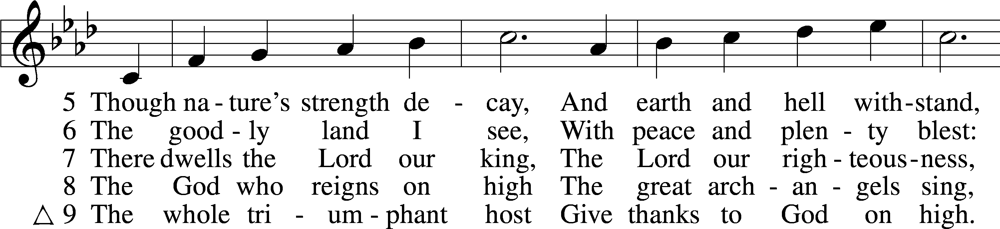 5 Though na - ture’s strength de - cay, And earth and hell with - stand,
6 The good - ly land I see, With peace and plen - ty blest:
7 There dwells the Lord our king, The Lord our righ - teous - ness,
8 The God who reigns on high The great arch - an - gels sing,
△ 9 The whole tri - um - phant host Give thanks to God on high.